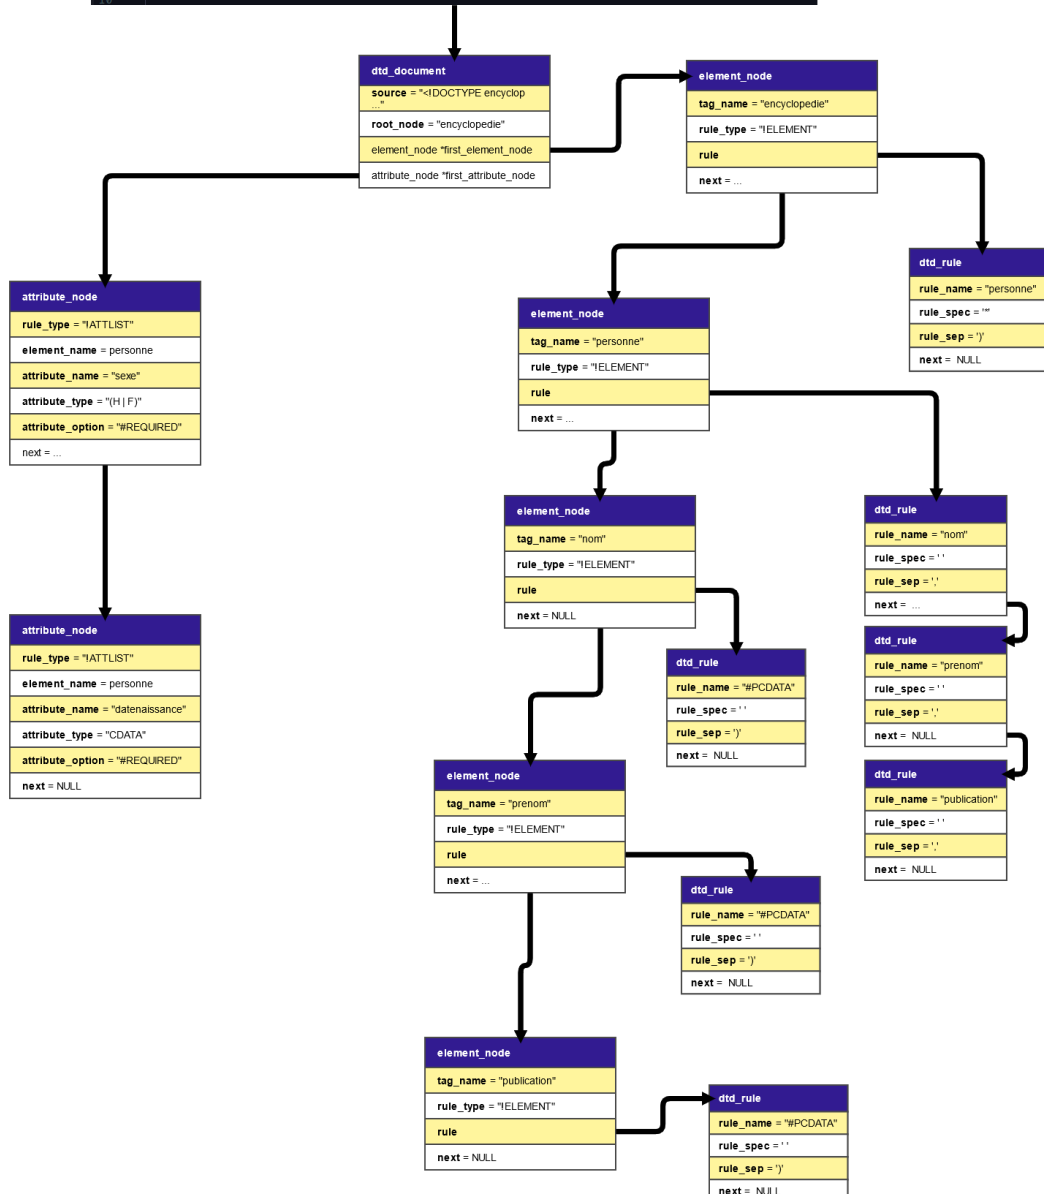 dtd_document
source = "<!DOCTYPE encyclop
..."
root_node = "encyclopedie"
element_node *first_element_node
attribute_node *first_attribute_node
element_node
tag_name = "encyclopedie"
rule_type = "!ELEMENT"
rule
next = ...
dtd_rule
rule_name = "personne"
rule_spec = '*'
rule_sep = ')'
next = NULL
attribute_node
rule_type = "!ATTLIST"
element_name = personne
attribute_name = "sexe"
attribute_type = "(H | F)"
attribute_option = "#REQUIRED"
next = ...
element_node
tag_name = "personne"
rule_type = "!ELEMENT"
rule
next = ...
element_node
tag_name = "nom"
rule_type = "!ELEMENT"
rule
next = NULL
dtd_rule
rule_name = "nom"
rule_spec = ' '
rule_sep = ','
next = ...
dtd_rule
rule_name = "prenom"
rule_spec = ' '
rule_sep = ','
next = NULL
dtd_rule
rule_name = "publication"
rule_spec = ' '
rule_sep = ','
next = NULL
attribute_node
rule_type = "!ATTLIST"
element_name = personne
attribute_name = "datenaissance"
attribute_type = "CDATA"
attribute_option = "#REQUIRED"
next = NULL
dtd_rule
rule_name = "#PCDATA"
rule_spec = ' '
rule_sep = ')'
next = NULL
element_node
tag_name = "prenom"
rule_type = "!ELEMENT"
rule
next = ...
dtd_rule
rule_name = "#PCDATA"
rule_spec = ' '
rule_sep = ')'
next = NULL
element_node
tag_name = "publication"
rule_type = "!ELEMENT"
rule
next = NULL
dtd_rule
rule_name = "#PCDATA"
rule_spec = ' '
rule_sep = ')'
next = NULL